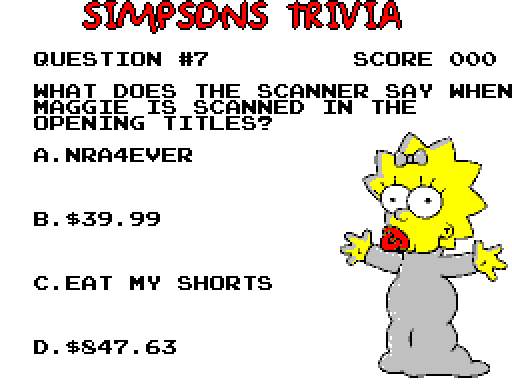 SIMPSONS TRIVIA
QUESTION #7 SCORE 000
WHAT DOES THE SCANNER SAY WHEN
MAGGIE IS SCANNED IN THE
OPENING TITLES?
A.NRA4EVER
B.$39.99
C.EAT MY SHORTS
D.$847.63